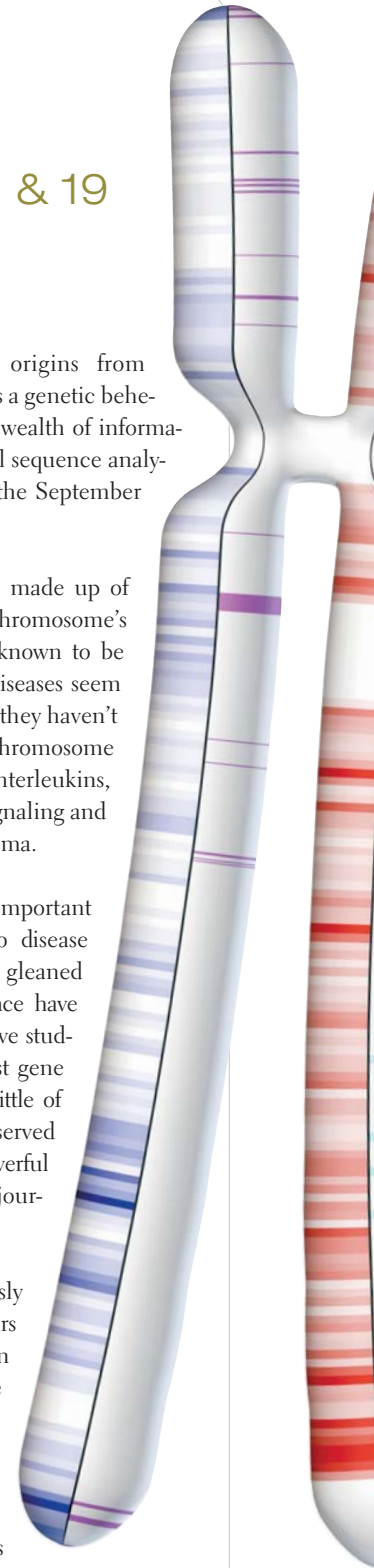 & 19
origins from
s a genetic behe-
wealth of informa-
l sequence analy-
the September
made up of
hromosome's
known to be
iseases seem
they haven't
hromosome
nterleukins,
gnaling and
ma.
mportant
o disease
gleaned
ce have
ve stud-
st gene
ittle of
served
verful
jour-
sly
rs
n
s